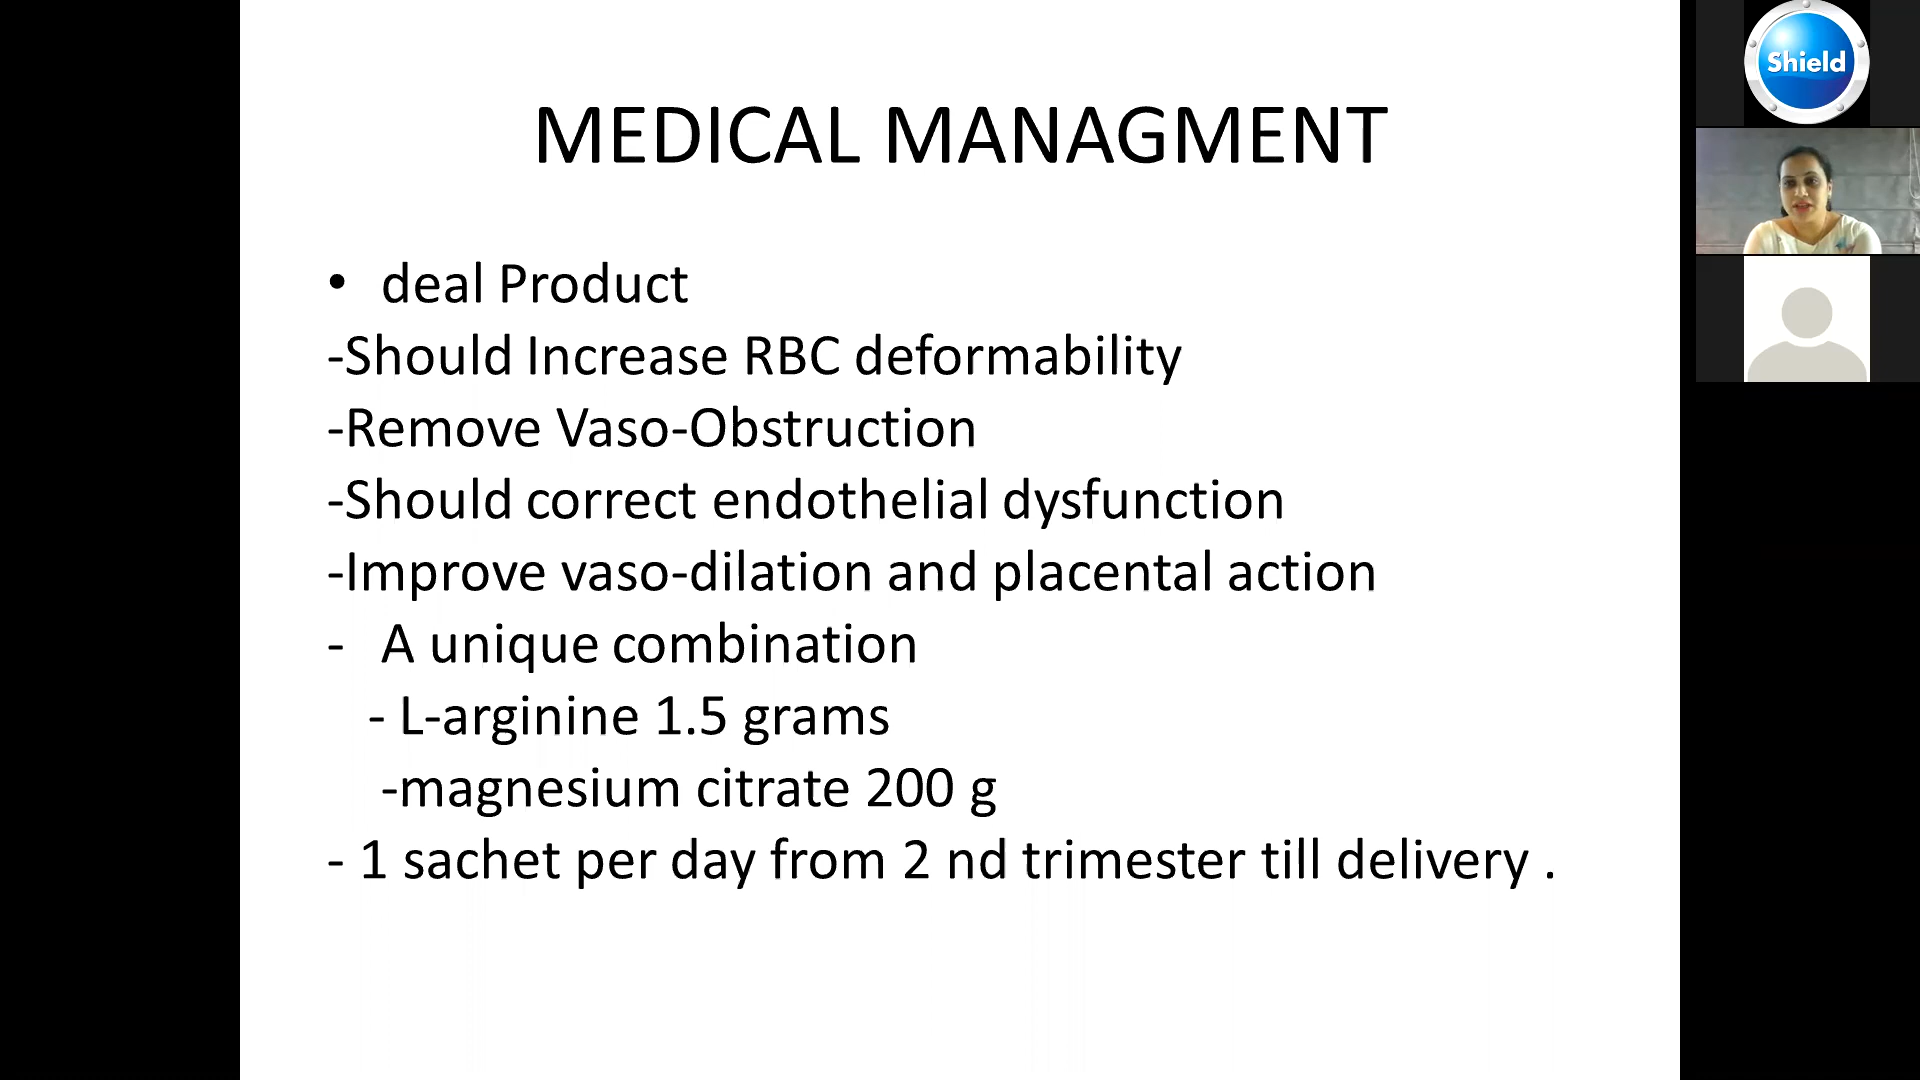 MEDICAL MANAGMENT
• deal Product
-Should Increase RBC deformability
-Remove Vaso-Obstruction
-Should correct endothelial dysfunction
-Improve vaso-dilation and placental action
- A unique combination
- L-arginine 1.5 grams
-magnesium citrate 200 g
- 1 sachet per day from 2 nd trimester till delivery .
Shield